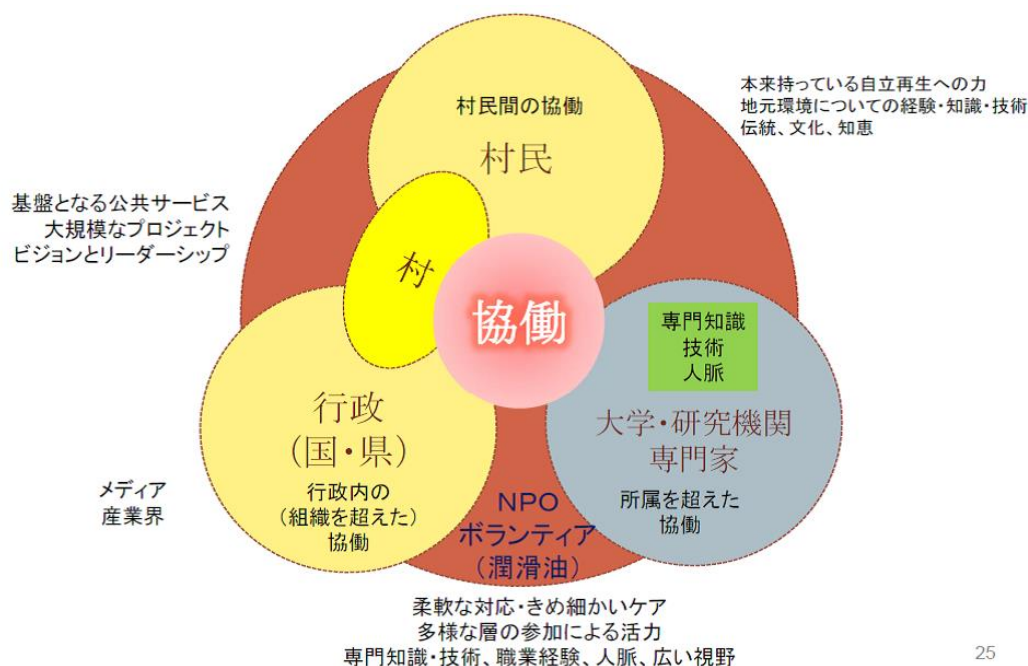 村民間の協働
村民
本来持っている自立再生への力
地元環境についての経験・知識・技術
伝統、文化、知恵
基盤となる公共サービス
大規模なプロジェクト
ビジョンとリーダーシップ
村
協働
専門知識
技術
人脈
大学・研究機関
専門家
所属を超えた
協働
行政
（国・県）
行政内の
（組織を超えた）
協働
メディア
産業界
NPO
ボランティア
（潤滑油）
柔軟な対応・きめ細かいケア
多様な層の参加による活力
専門知識・技術、職業経験、人脈、広い視野
25